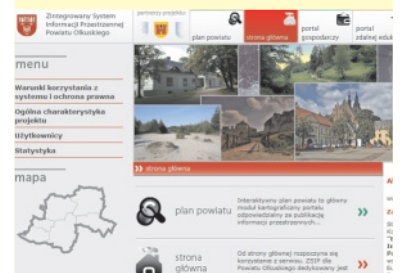 Zintegrowany System
Informacji Przestrzennej
Powiatu Olkuskiego
partnerzy projektu
plan powiatu
strona główna
portal
gospodarczy
portal
zdalnej eduk
menu
Warunki korzystania z
systemu i ochrona prawna
Ogólna charakterystyka
projektu
Użytkownicy
Statystyka
mapa
strona główna
plan powiatu
Interaktywny plan powiatu to główny
moduł kartograficzny portalu
odpowiedzialny za publikację
informacji przestrzennych...
strona
główna
Od strony głównej rozpoczyna się
korzystanie z serwisu. ZSIP dla
Powiatu Olkuskiego dedykowany jest